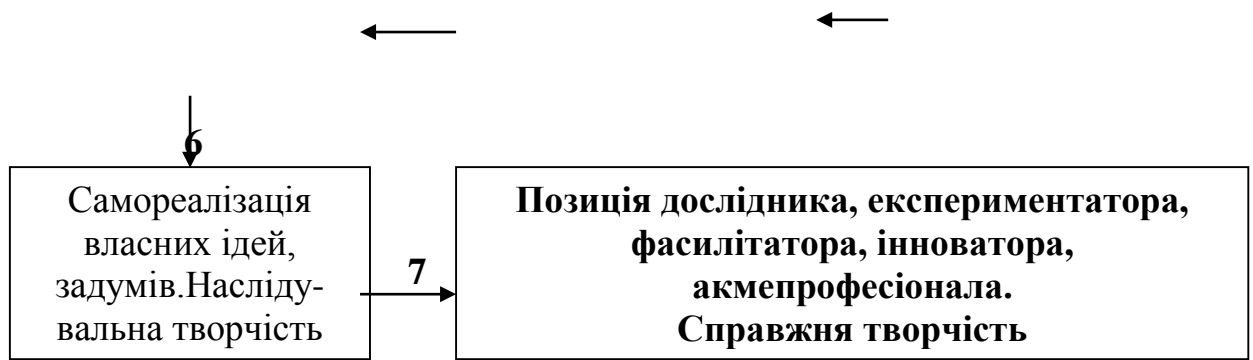 6
Самореалізація
власних ідей,
задумів.Насліду-
вальна творчість
7
Позиція дослідника, експериментатора,
фасилітатора, інноватора,
акмепрофесіонала.
Справжня творчість